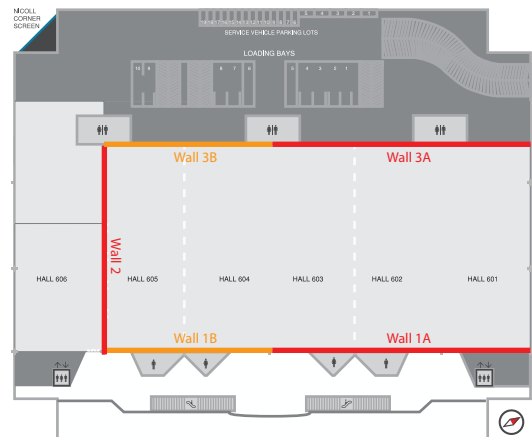 NICOLL
CORNER
SCREEN
SERVICE VEHICLE PARKING LOTS
LOADING BAYS
10 9 8 7 6 5 4 3 2 1
Wall 3B
Wall 3A
Wall 2
HALL 606
HALL 605
HALL 604
HALL 603
HALL 602
HALL 601
Wall 1B
Wall 1A